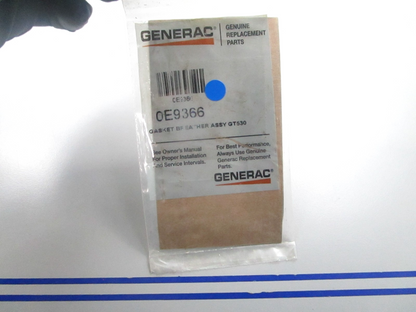 GENERAC
GENUINE
REPLACEMENT
PARTS
0E9366
GASKET ASSY GT530
See Owner's Manual
For Proper Installation
and Service Intervals.
For Best Performance,
Always Use Genuine
Generac Replacement
Parts.
GENERAC